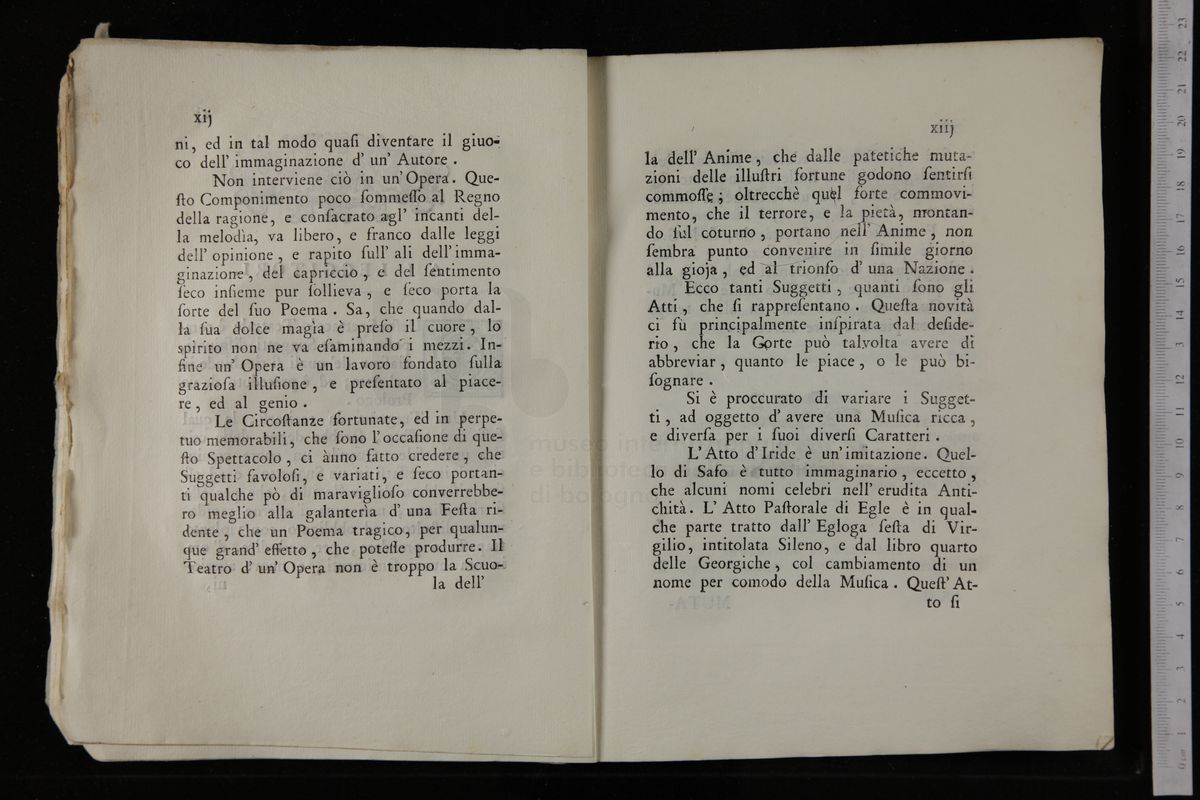 xij
ni, ed in tal modo quaſi diventare il giuo-
co dell' immaginazione d' un' Autore .
Non interviene ciò in un' Opera. Que-
ſto Componimento poco ſommeſſo al Regno
della ragione, e conſacrato agl' incanti del-
la melodìa, va libero, e franco dalle leggi
dell' opinione , e rapito ſull' ali dell' imma-
ginazione , del capriccio , e del ſentimento
ſeco inſieme pur ſollieva , e ſeco porta la
ſorte del ſuo Poema . Sa, che quando dal-
la ſua dolce magìa è preſo il cuore , lo
spirito non ne va eſaminando i mezzi. In-
fine un' Opera è un lavoro fondato ſulla
grazioſa illuſione , e preſentato al piace-
re , ed al genio .
Le Circoſtanze fortunate, ed in perpe-
tuo memorabili, che ſono l' occaſione di que-
ſto Spettacolo , ci ànno fatto credere , che
Suggetti favoloſi, e variati, e ſeco portan-
ti qualche pò di maraviglioſo converrebbe-
ro meglio alla galanterìa d' una Feſta ri-
dente , che un Poema tragico, per qualun-
que grand' effetto , che poteſſe produrre. Il
Teatro d' un' Opera non è troppo la Scuo-
la dell'
xiij
la dell' Anime , che dalle patetiche muta-
zioni delle illuſtri fortune godono ſentirſi
commoſſe ; oltrecchè quel forte commovi-
mento, che il terrore, e la pietà, montan-
do ſul coturno , portano nell' Anime , non
ſembra punto convenire in ſimile giorno
alla gioja , ed al trionfo d' una Nazione .
Ecco tanti Suggetti , quanti ſono gli
Atti , che ſi rappreſentano . Queſta novità
ci fù principalmente inſpirata dal deſide-
rio , che la Corte può talvolta avere di
abbreviar , quanto le piace , o le può bi-
ſognare .
Si è proccurato di variare i Sugget-
ti , ad oggetto d' avere una Muſica ricca ,
e diverſa per i ſuoi diverſi Caratteri .
L' Atto d' Iride è un' imitazione. Quel-
lo di Safo è tutto immaginario , eccetto ,
che alcuni nomi celebri nell' erudita Anti-
chità. L' Atto Paſtorale di Egle è in qual-
che parte tratto dall' Egloga ſeſta di Vir-
gilio, intitolata Sileno, e dal libro quarto
delle Georgiche , col cambiamento di un
nome per comodo della Muſica . Queſt' At-
to ſi